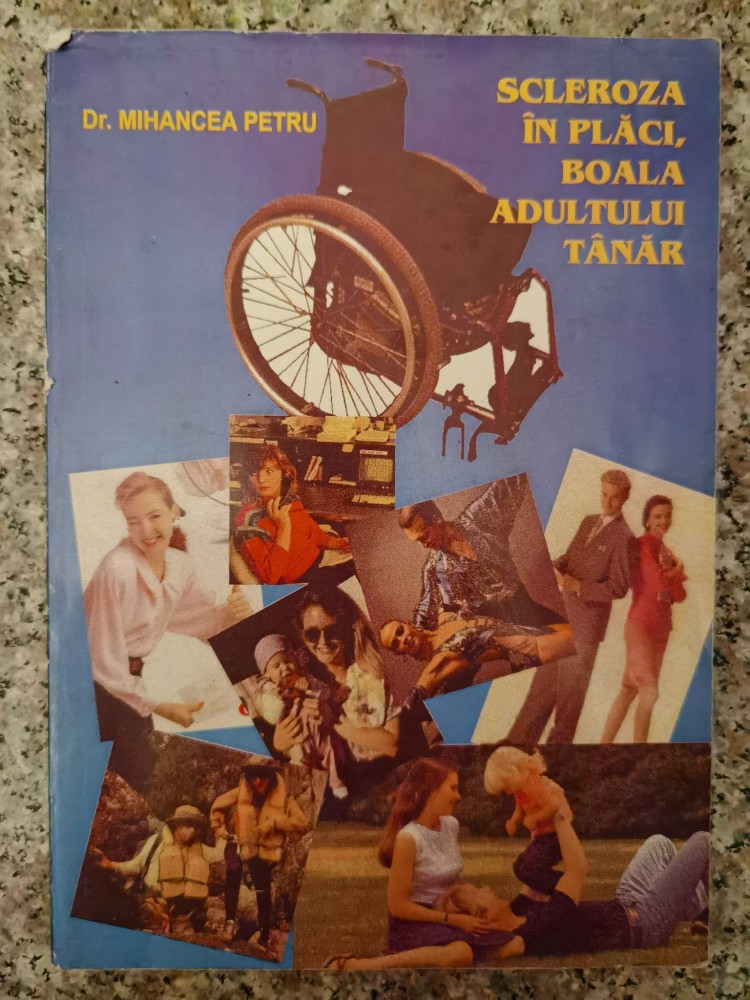 Dr. MIHANCEA PETRU
SCLEROZA
ÎN PLĂCI,
BOALA
ADULTULUI
TÂNĂR